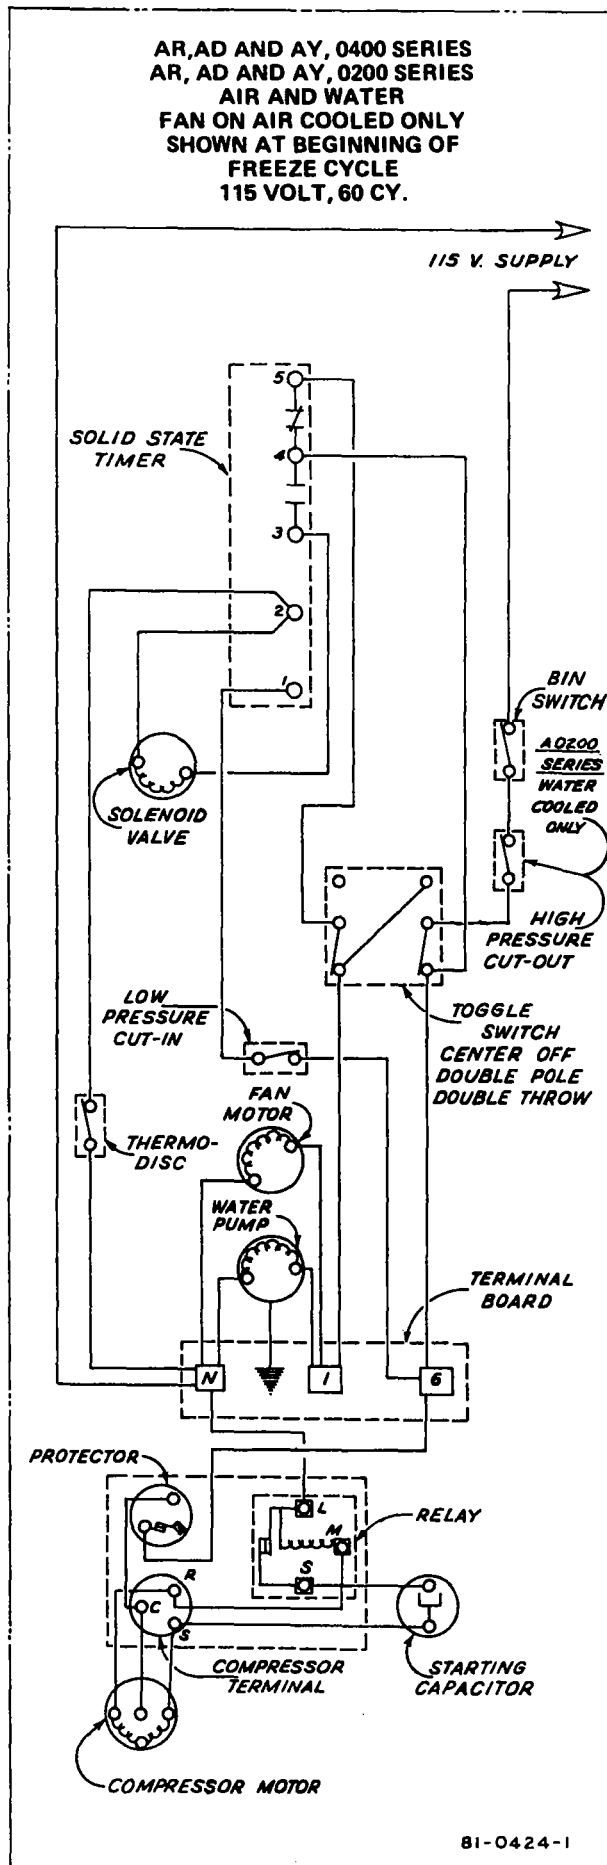 AR,AD AND AY, 0400 SERIES
AR, AD AND AY, 0200 SERIES
AIR AND WATER
FAN ON AIR COOLED ONLY
SHOWN AT BEGINNING OF
FREEZE CYCLE
115 VOLT, 60 CY.
115 V. SUPPLY
5
SOLID STATE
TIMER
4
3
2
1
BIN
SWITCH
A0200
SERIES
WATER
COOLED
ONLY
SOLENOID
VALVE
HIGH
PRESSURE
CUT-OUT
LOW
PRESSURE
CUT-IN
TOGGLE
SWITCH
CENTER OFF
DOUBLE POLE
DOUBLE THROW
FAN
MOTOR
THERMO-
DISC
WATER
PUMP
TERMINAL
BOARD
N
1
6
PROTECTOR
L
M
RELAY
S
R
C
S
COMPRESSOR
TERMINAL
STARTING
CAPACITOR
COMPRESSOR MOTOR
81-0424-1